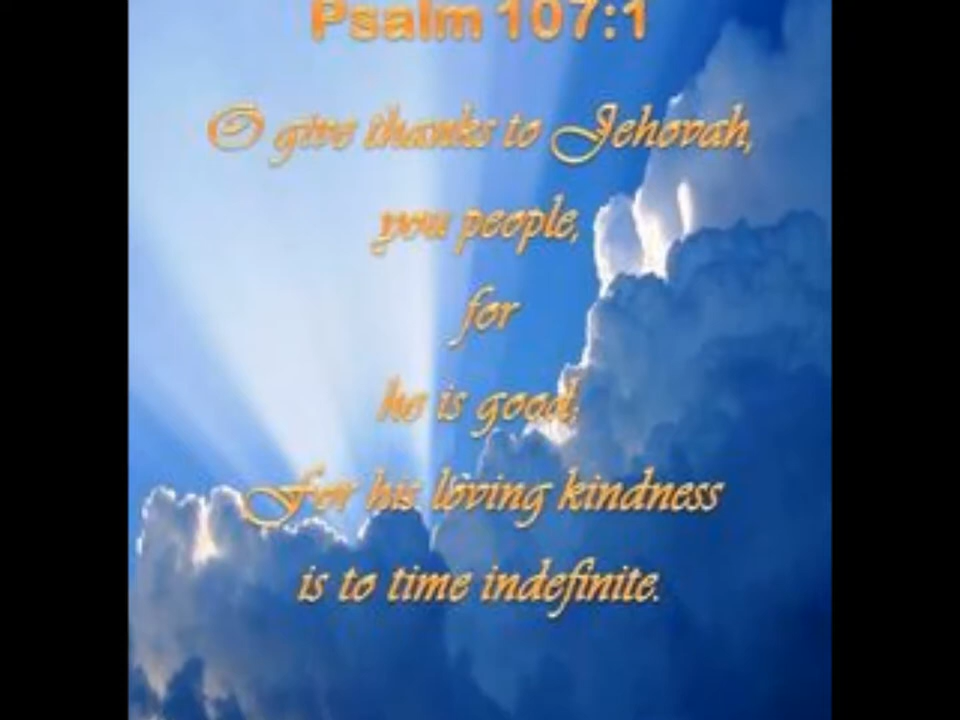 Psalm 107:1
O give thanks to Jehovah,
you people,
for
he is good;
For his loving kindness
is to time indefinite.